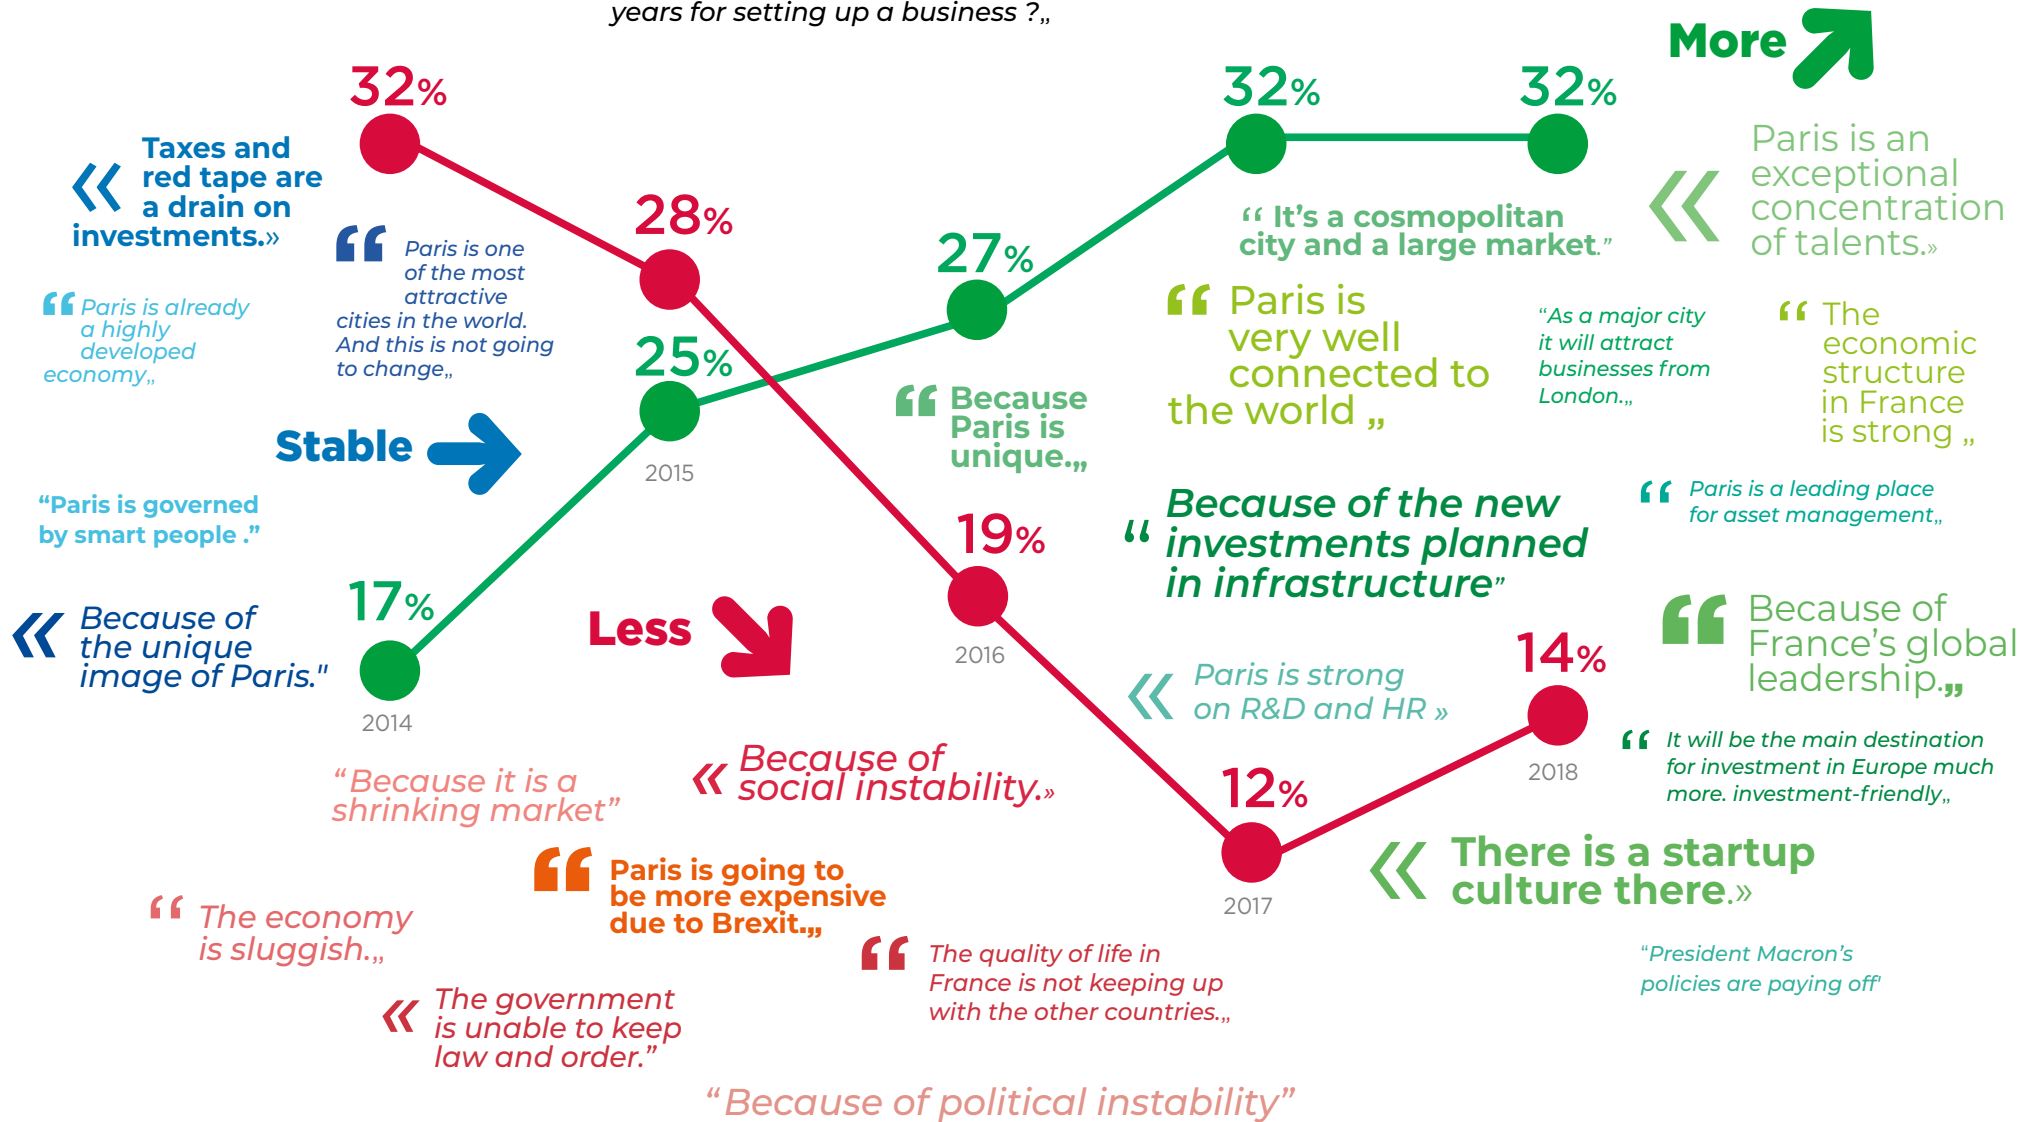 years for setting up a business ?„
More
32%
32%
32%
Taxes and
« red tape are
a drain on
investments.»
28%
“ Paris is one
of the most
attractive
cities in the world.
And this is not going
to change„
27%
“ It’s a cosmopolitan
city and a large market.”
« Paris is an
exceptional
concentration
of talents.»
“ Paris is already
a highly
developed
economy„
25%
“ Paris is
very well
connected to
the world „
“As a major city
it will attract
businesses from
London.„
“ The
economic
structure
in France
is strong „
Stable
2015
“ Because
Paris is
unique.„
“Paris is governed
by smart people .”
“ Because of the new
investments planned
in infrastructure”
“ Paris is a leading place
for asset management„
« Because of
the unique
image of Paris."
17%
2014
Less
19%
2016
« Paris is strong
on R&D and HR »
14%
2018
“ Because of
France’s global
leadership.„
“ It will be the main destination
for investment in Europe much
more. investment-friendly„
“Because it is a
shrinking market”
« Because of
social instability.»
12%
2017
« There is a startup
culture there.»
“ Paris is going to
be more expensive
due to Brexit.„
“ The economy
is sluggish.„
“ The quality of life in
France is not keeping up
with the other countries.„
“President Macron’s
policies are paying off'
« The government
is unable to keep
law and order.”
“Because of political instability”